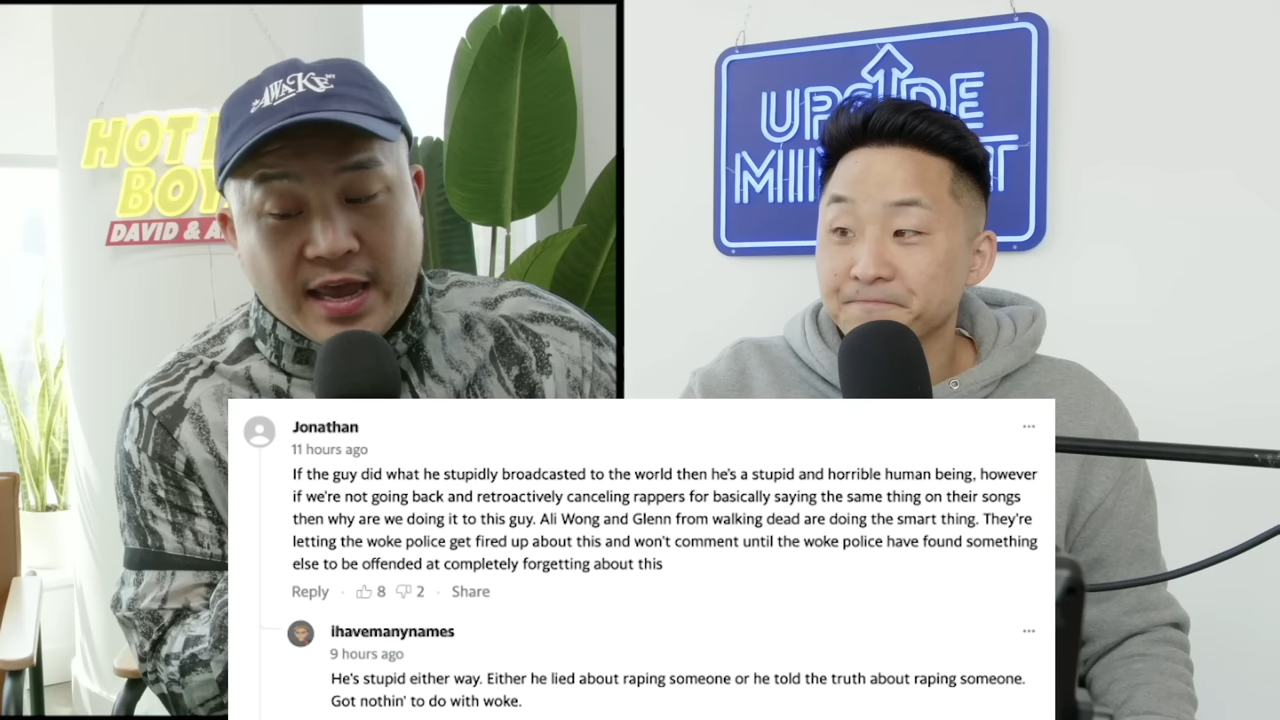 AWAKE
HOT
BOY
DAVID & A
UPSIDE
MI
T
Jonathan
11 hours ago
If the guy did what he stupidly broadcasted to the world then he's a stupid and horrible human being, however
if we're not going back and retroactively canceling rappers for basically saying the same thing on their songs
then why are we doing it to this guy. Ali Wong and Glenn from walking dead are doing the smart thing. They're
letting the woke police get fired up about this and won't comment until the woke police have found something
else to be offended at completely forgetting about this
Reply · 8 2 · Share
ihavemanynames
9 hours ago
He's stupid either way. Either he lied about raping someone or he told the truth about raping someone.
Got nothin' to do with woke.